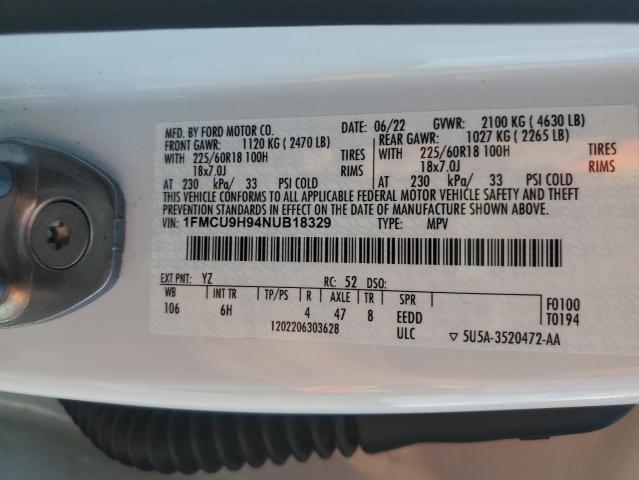 MFD. BY FORD MOTOR CO. DATE: 06/22 GVWR: 2100 KG ( 4630 LB)
FRONT GAWR: 1120 KG ( 2470 LB) REAR GAWR: 1027 KG ( 2265 LB)
WITH 225/60R18 100H TIRES WITH 225/60R18 100H TIRES
18x7.0J RIMS 18x7.0J RIMS
AT 230 kPa/ 33 PSI COLD AT 230 kPa/ 33 PSI COLD
THIS VEHICLE CONFORMS TO ALL APPLICABLE FEDERAL MOTOR VEHICLE SAFETY AND THEFT
PREVENTION STANDARDS IN EFFECT ON THE DATE OF MANUFACTURE SHOWN ABOVE.
VIN: 1FMCU9H94NUB18329 TYPE: MPV
EXT PNT: YZ RC: 52 DSO:
WB INT TR TP/PS R AXLE TR SPR F0100
106 6H 4 47 8 EEDD T0194
1202206303628 ULC ▽ 5U5A-3520472-AA